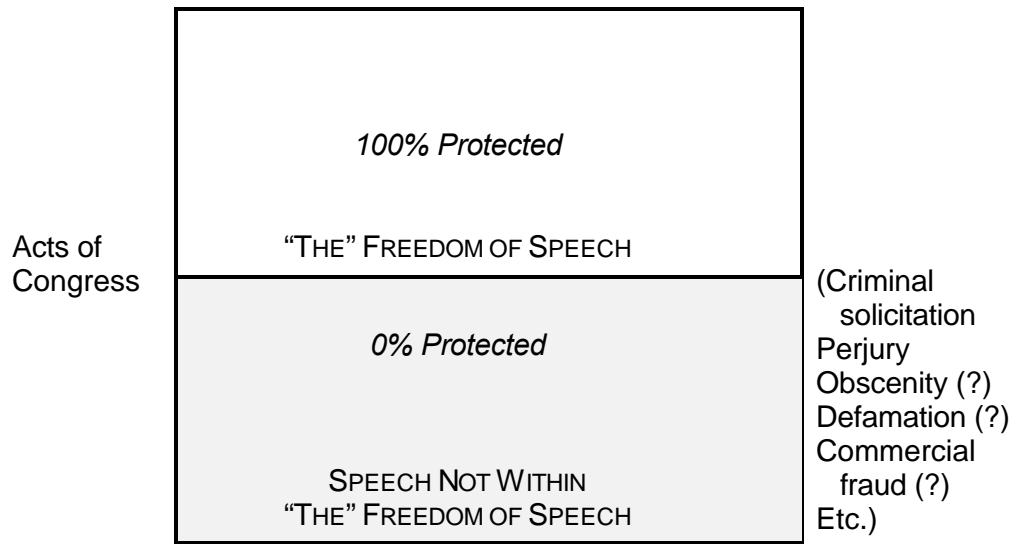 100% Protected
“THE” FREEDOM OF SPEECH
Acts of
Congress
0% Protected
SPEECH NOT WITHIN
“THE” FREEDOM OF SPEECH
(Criminal
solicitation
Perjury
Obscenity (?)
Defamation (?)
Commercial
fraud (?)
Etc.)